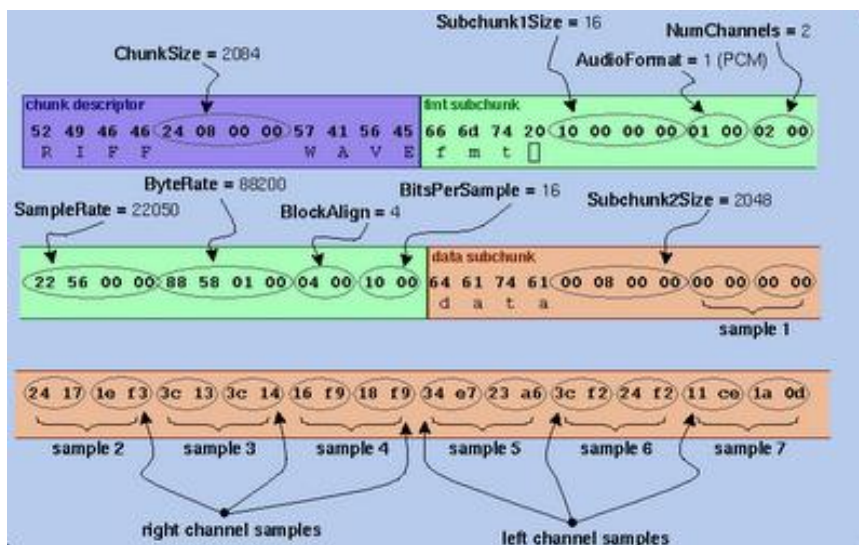 Subchunk1Size = 16
NumChannels = 2
ChunkSize = 2084
AudioFormat = 1 (PCM)
chunk descriptor
fmt subchunk
52 49 46 46 24 08 00 00 57 41 56 45 66 6d 74 20 10 00 00 00 01 00 02 00
R I F F W A V E f m t
ByteRate = 88200
BitsPerSample = 16
SampleRate = 22050
BlockAlign = 4
Subchunk2Size = 2048
data subchunk
22 56 00 00 88 58 01 00 04 00 10 00 64 61 74 61 00 08 00 00 00 00 00 00
d a t a
sample 1
24 17 1e f3 3c 13 3c 14 16 f9 18 f9 34 e7 23 a6 3c f2 24 f2 11 ce 1a 0d
sample 2 sample 3 sample 4 sample 5 sample 6 sample 7
right channel samples
left channel samples